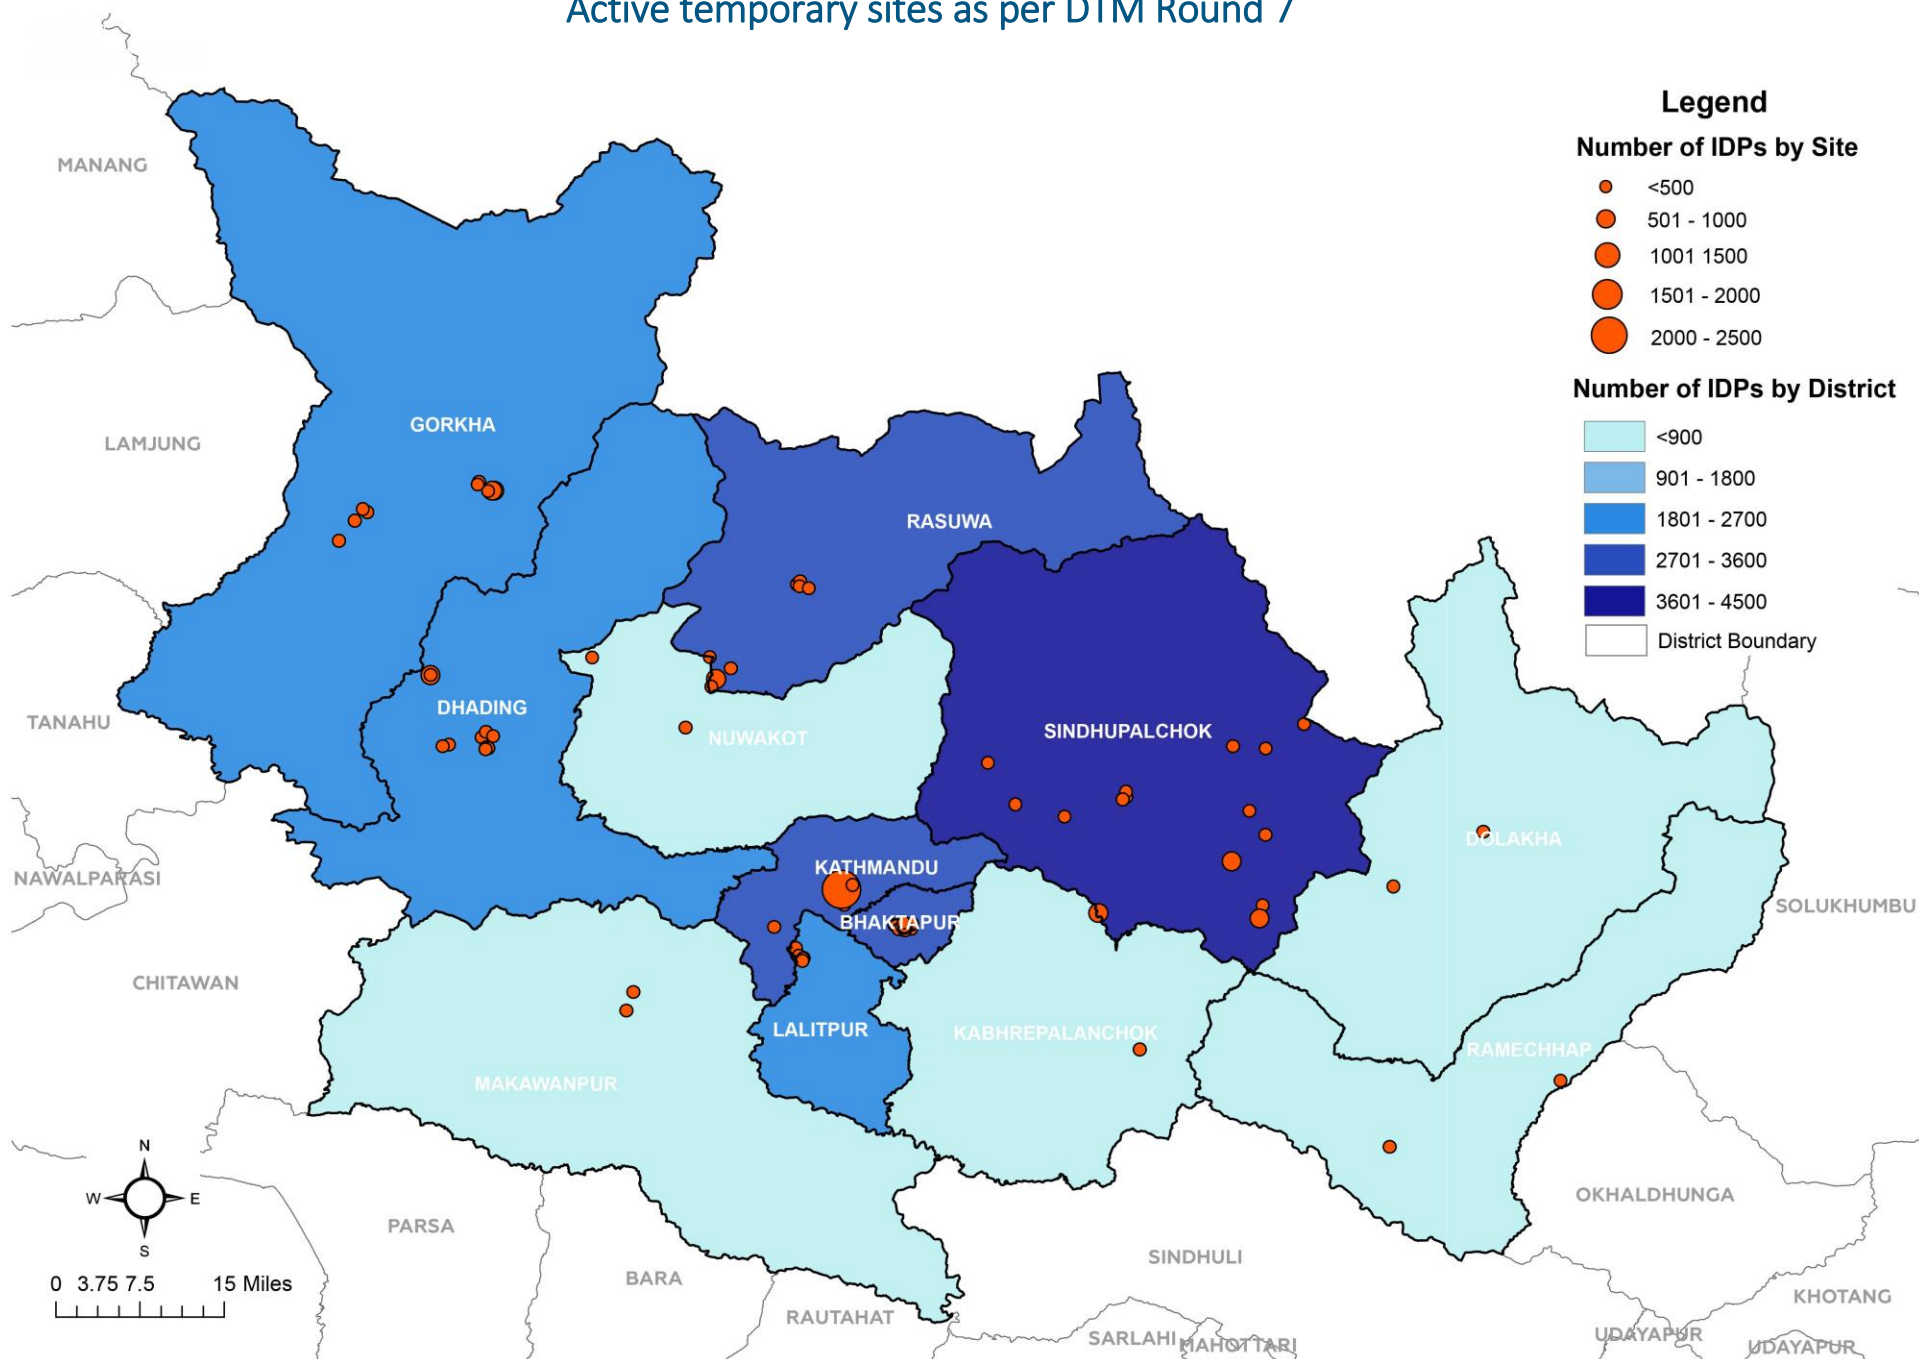 Active temporary sites as per DTM Round 7
Legend
Number of IDPs by Site
<500
501 - 1000
1001 1500
1501 - 2000
2000 - 2500
Number of IDPs by District
<900
901 - 1800
1801 - 2700
2701 - 3600
3601 - 4500
District Boundary
MANANG
LAMJUNG
GORKHA
RASUWA
TANAHU
DHADING
NUWAKOT
SINDHUPALCHOK
DOLAKHA
NAWALPARASI
KATHMANDU
BHAKTAPUR
SOLUKHUMBU
CHITAWAN
LALITPUR
KABHREPALANCHOK
RAMECHHAP
MAKAWANPUR
OKHALDHUNGA
PARSA
SINDHULI
BARA
RAUTAHAT
KHOTANG
SARLAHI
MAHOTTARI
UDAYAPUR
UDAYAPUR
N
W E
S
0 3.75 7.5 15 Miles